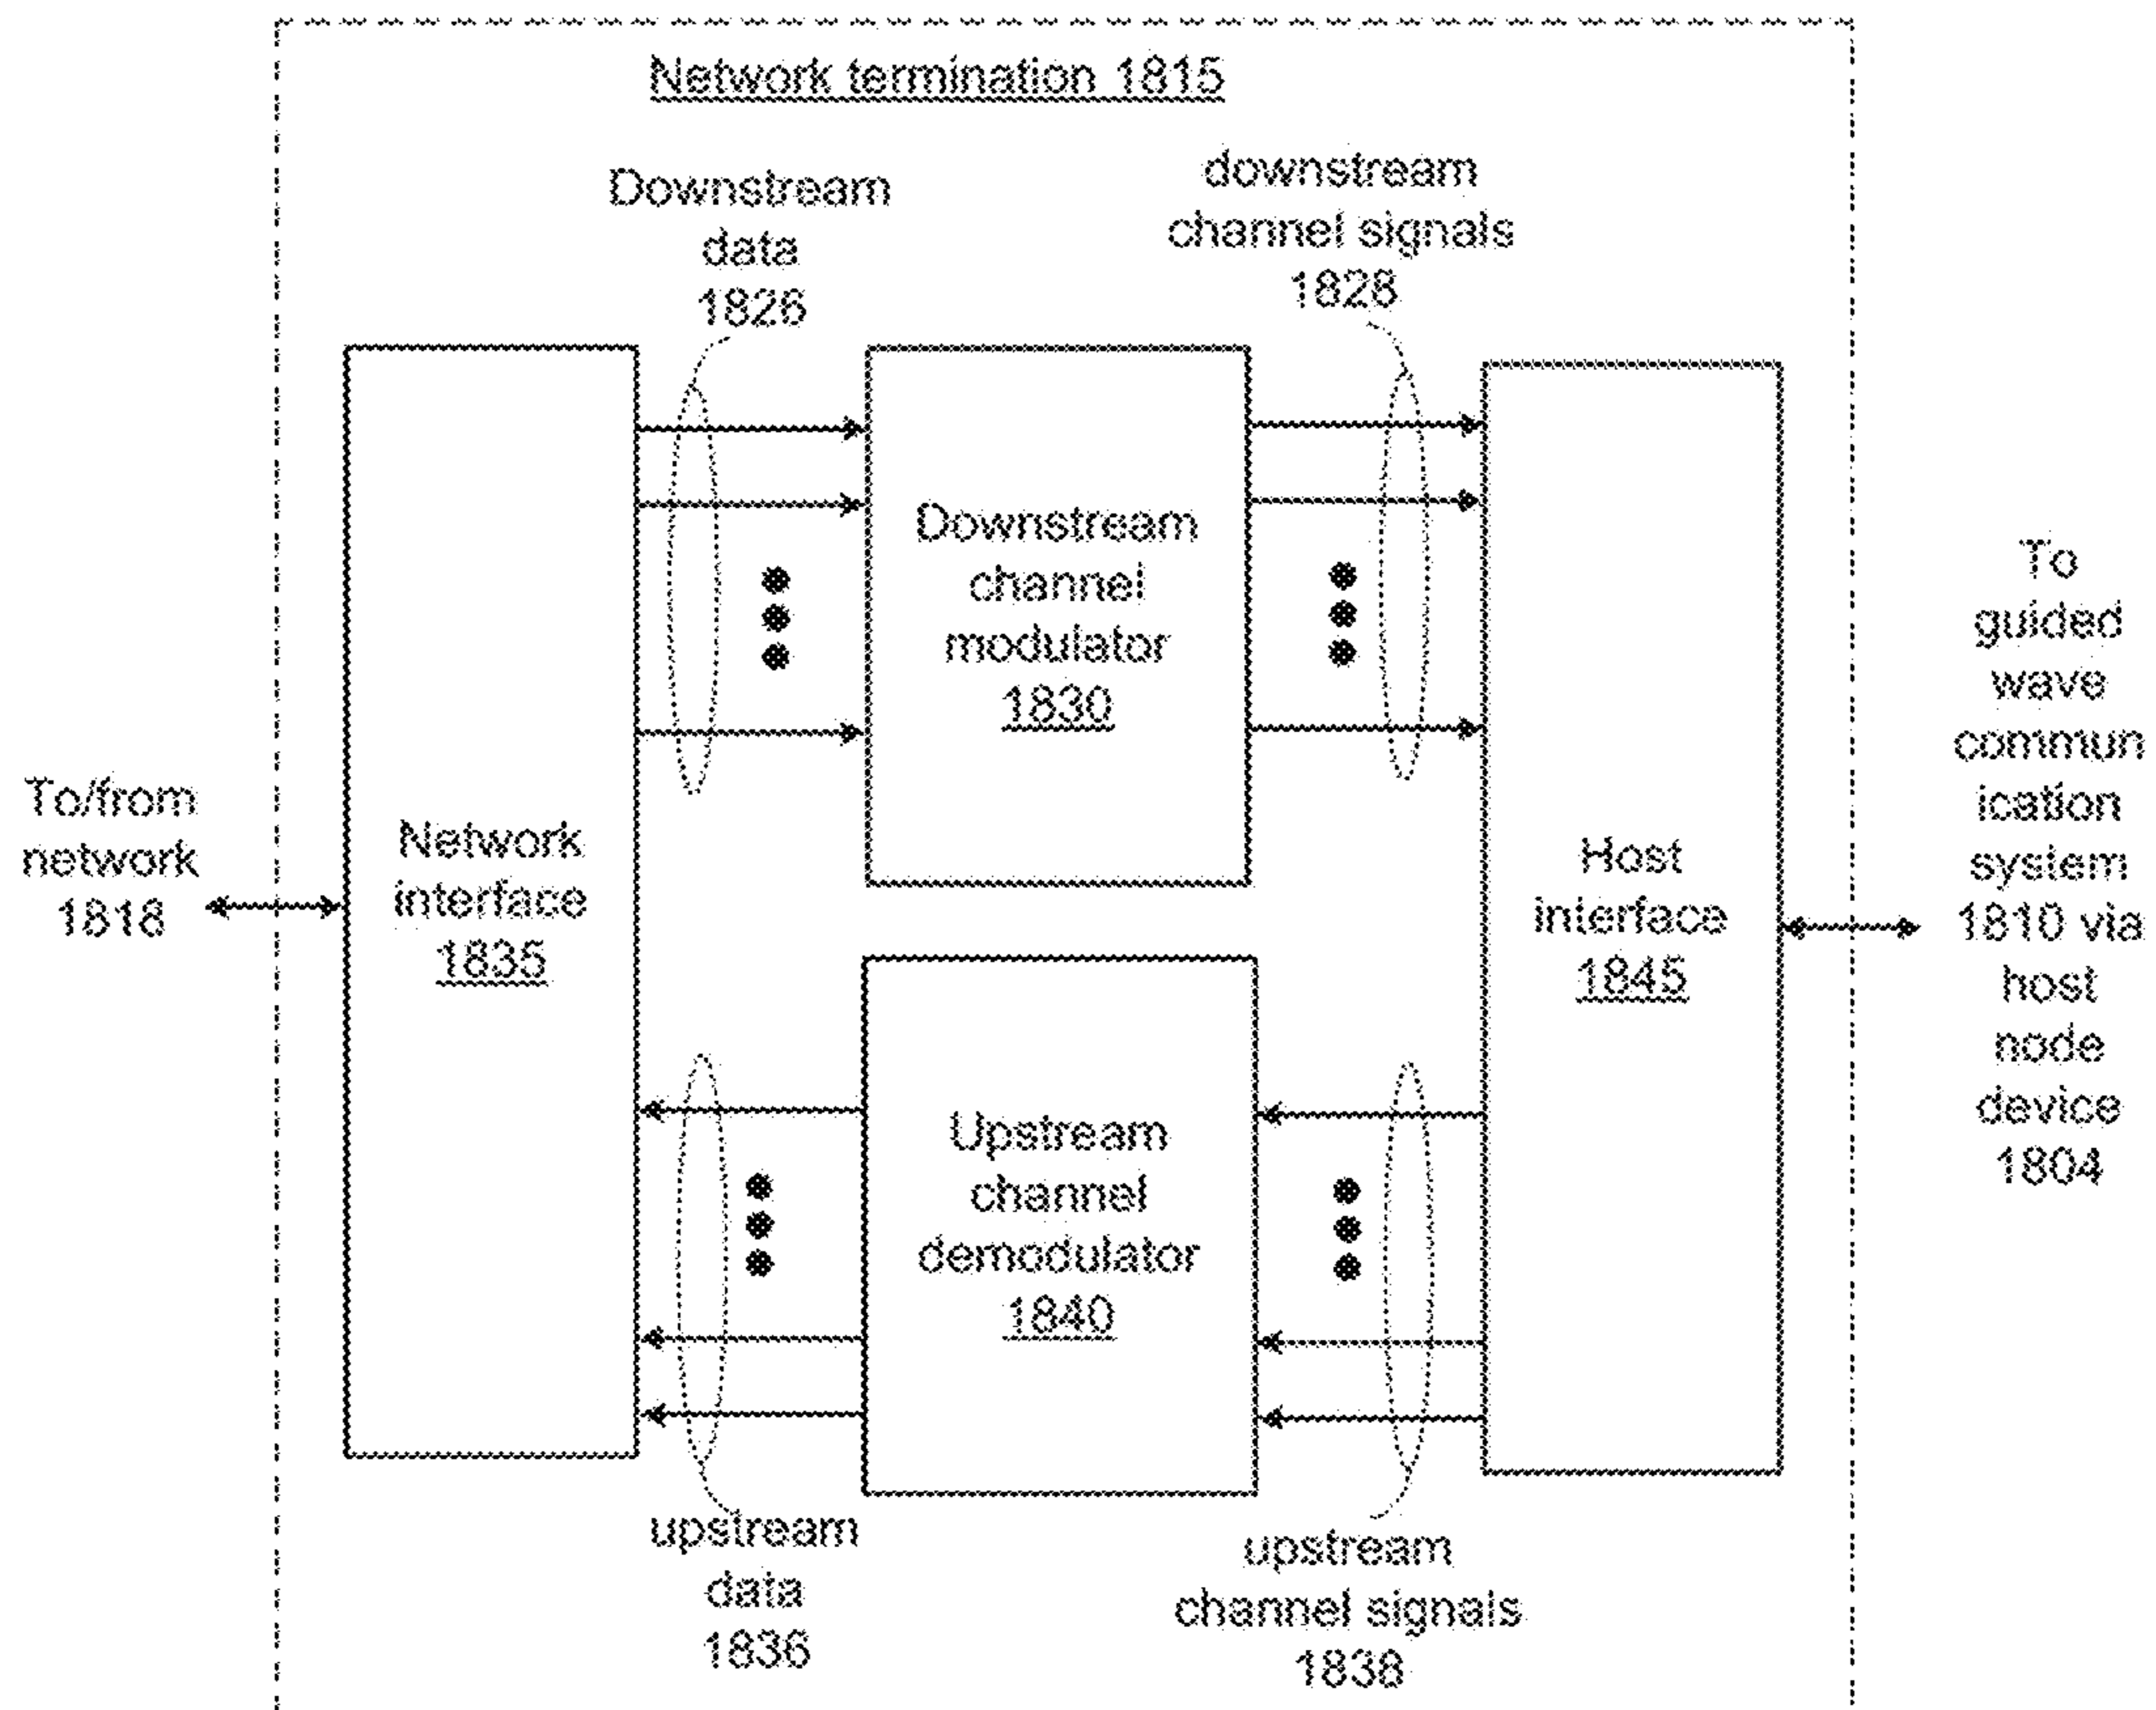 Network termination 1815
Downstream
data
1826
downstream
channel signals
1828
Downstream
channel
modulator
1830
To/from
network
1818
Network
interface
1835
Host
interface
1845
To
guided
wave
commun
ication
system
1810 via
host
node
device
1804
Upstream
channel
demodulator
1840
upstream
data
1836
upstream
channel signals
1838